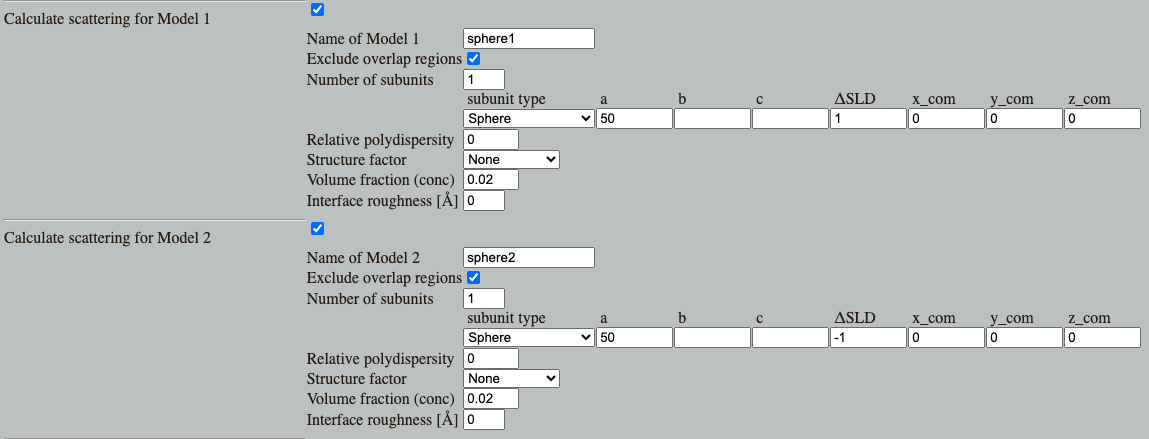 Calculate scattering for Model 1
Name of Model 1 sphere1
Exclude overlap regions
Number of subunits 1
subunit type a b c ΔSLD x_com y_com z_com
Sphere 50 1 0 0 0
Relative polydispersity 0
Structure factor None
Volume fraction (conc) 0.02
Interface roughness [Å] 0
Calculate scattering for Model 2
Name of Model 2 sphere2
Exclude overlap regions
Number of subunits 1
subunit type a b c ΔSLD x_com y_com z_com
Sphere 50 -1 0 0 0
Relative polydispersity 0
Structure factor None
Volume fraction (conc) 0.02
Interface roughness [Å] 0